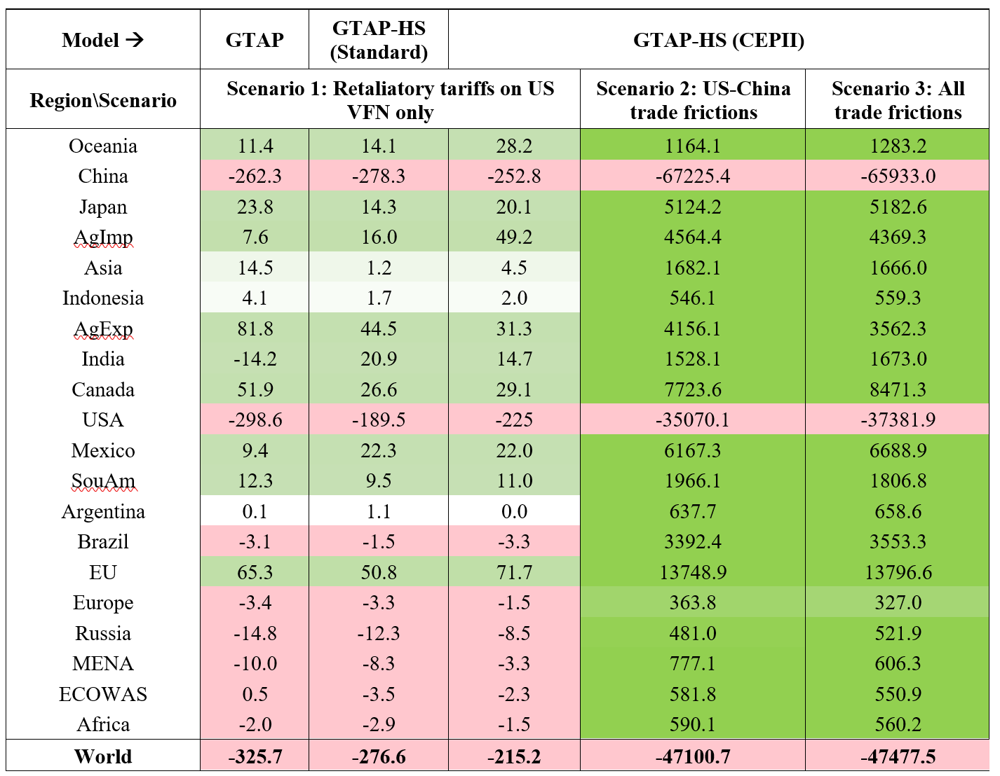 Model → GTAP GTAP-HS (Standard) GTAP-HS (CEPII)
Region\Scenario Scenario 1: Retaliatory tariffs on US VFN only Scenario 2: US-China trade frictions Scenario 3: All trade frictions
Oceania 11.4 14.1 28.2 1164.1 1283.2
China -262.3 -278.3 -252.8 -67225.4 -65933.0
Japan 23.8 14.3 20.1 5124.2 5182.6
AgImp 7.6 16.0 49.2 4564.4 4369.3
Asia 14.5 1.2 4.5 1682.1 1666.0
Indonesia 4.1 1.7 2.0 546.1 559.3
AgExp 81.8 44.5 31.3 4156.1 3562.3
India -14.2 20.9 14.7 1528.1 1673.0
Canada 51.9 26.6 29.1 7723.6 8471.3
USA -298.6 -189.5 -225 -35070.1 -37381.9
Mexico 9.4 22.3 22.0 6167.3 6688.9
SouAm 12.3 9.5 11.0 1966.1 1806.8
Argentina 0.1 1.1 0.0 637.7 658.6
Brazil -3.1 -1.5 -3.3 3392.4 3553.3
EU 65.3 50.8 71.7 13748.9 13796.6
Europe -3.4 -3.3 -1.5 363.8 327.0
Russia -14.8 -12.3 -8.5 481.0 521.9
MENA -10.0 -8.3 -3.3 777.1 606.3
ECOWAS 0.5 -3.5 -2.3 581.8 550.9
Africa -2.0 -2.9 -1.5 590.1 560.2
World -325.7 -276.6 -215.2 -47100.7 -47477.5